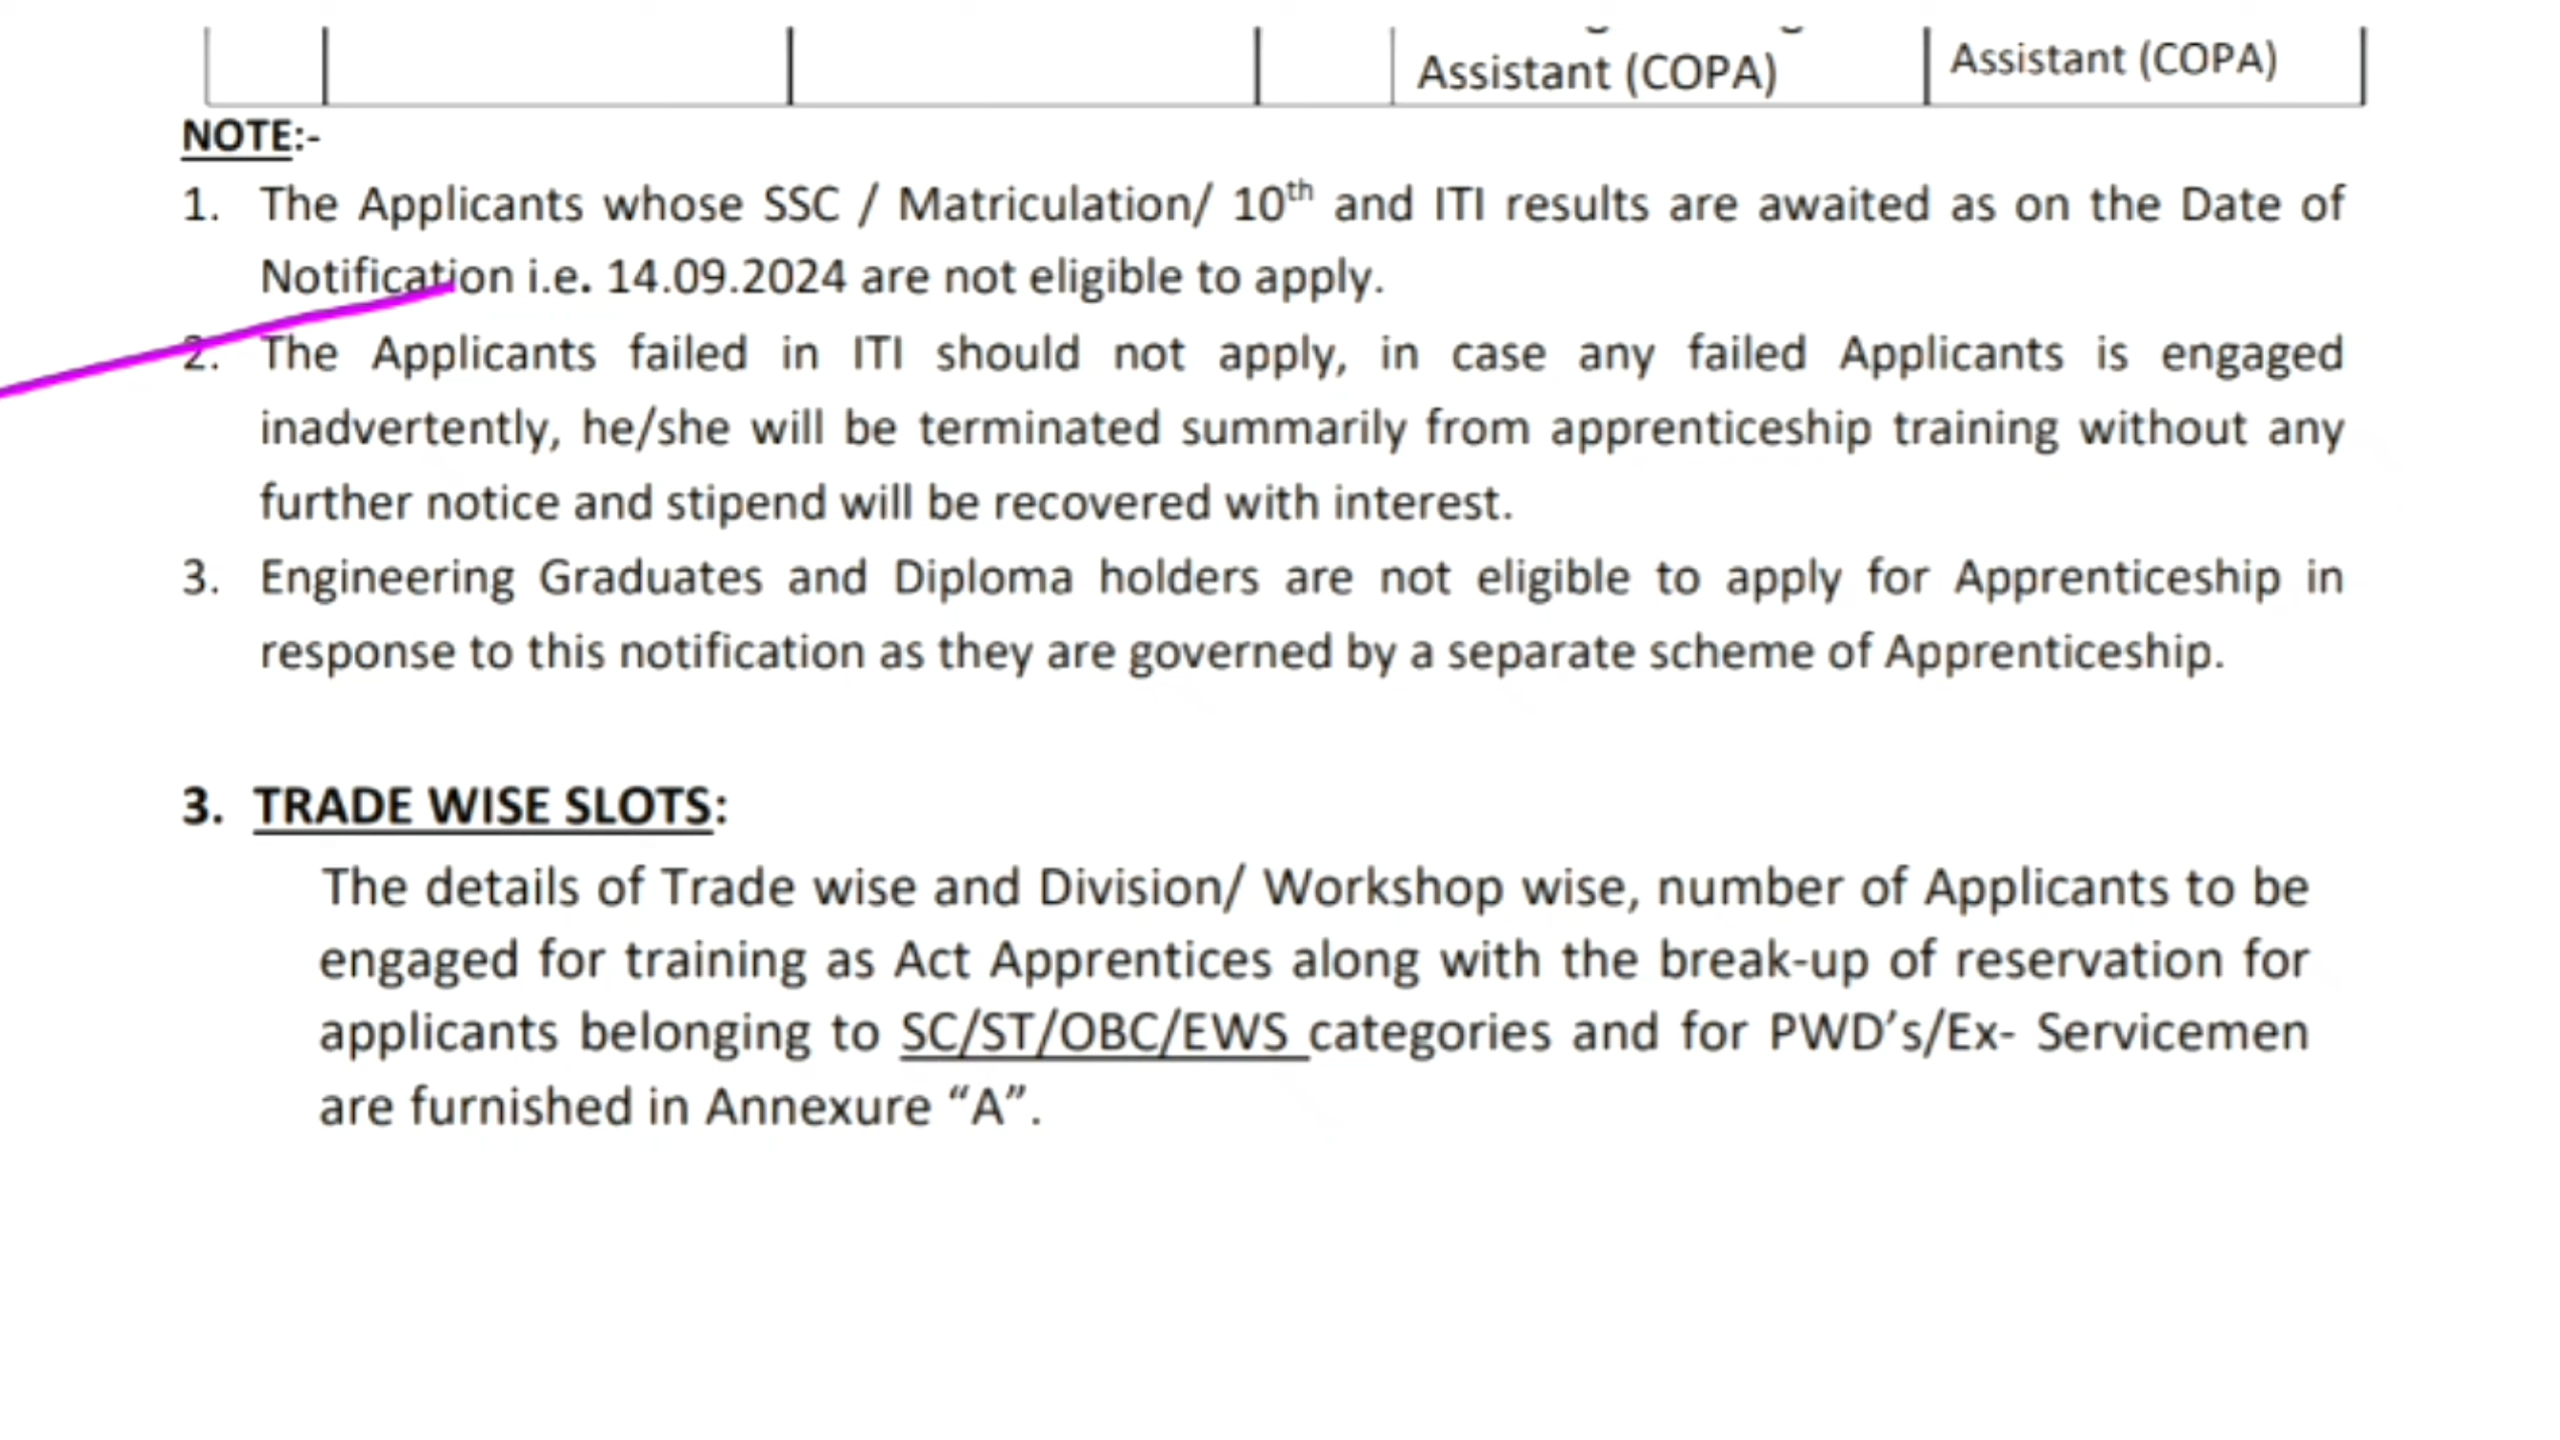 Assistant (COPA)
Assistant (COPA)
NOTE:-
1. The Applicants whose SSC / Matriculation/ 10th and ITI results are awaited as on the Date of
Notification i.e. 14.09.2024 are not eligible to apply.
2. The Applicants failed in ITI should not apply, in case any failed Applicants is engaged
inadvertently, he/she will be terminated summarily from apprenticeship training without any
further notice and stipend will be recovered with interest.
3. Engineering Graduates and Diploma holders are not eligible to apply for Apprenticeship in
response to this notification as they are governed by a separate scheme of Apprenticeship.
3. TRADE WISE SLOTS:
The details of Trade wise and Division/ Workshop wise, number of Applicants to be
engaged for training as Act Apprentices along with the break-up of reservation for
applicants belonging to SC/ST/OBC/EWS categories and for PWD’s/Ex- Servicemen
are furnished in Annexure “A”.